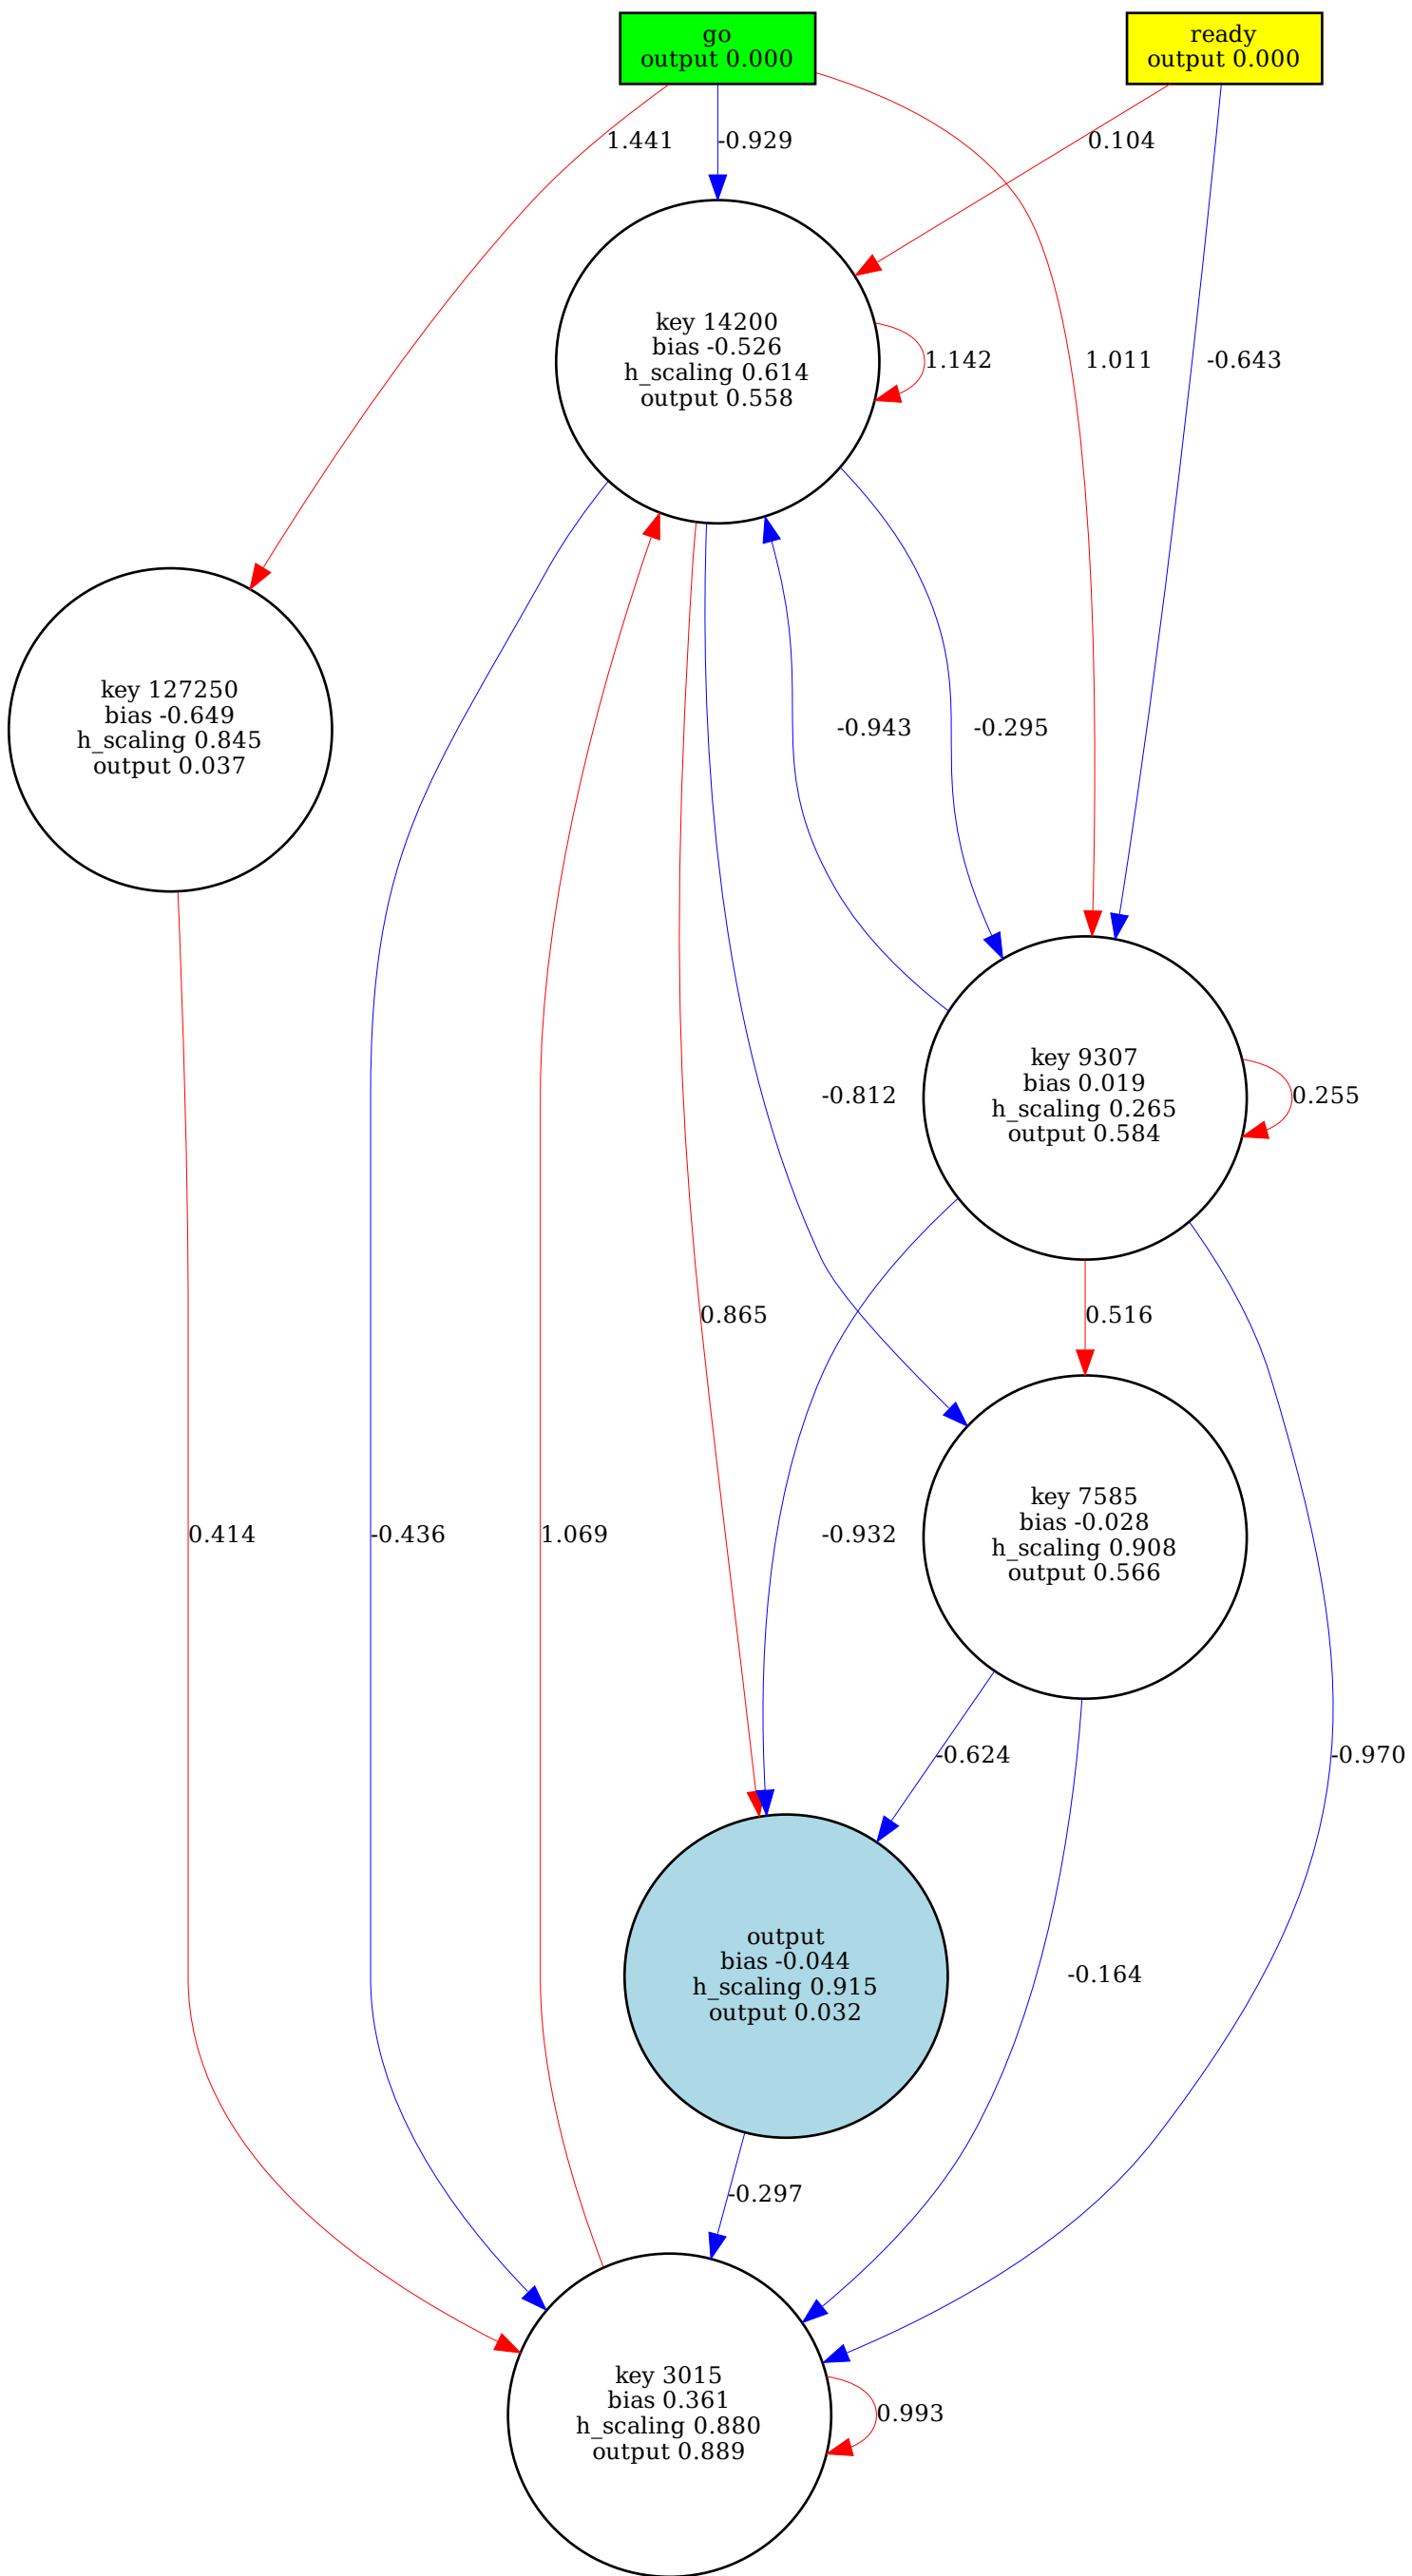 go
output 0.000
ready
output 0.000
1.441
-0.929
0.104
key 14200
bias -0.526
h_scaling 0.614
output 0.558
1.142
1.011
-0.643
key 127250
bias -0.649
h_scaling 0.845
output 0.037
-0.943
-0.295
key 9307
bias 0.019
h_scaling 0.265
output 0.584
-0.812
0.255
0.865
0.516
key 7585
bias -0.028
h_scaling 0.908
output 0.566
0.414
-0.436
1.069
-0.932
-0.624
-0.970
output
bias -0.044
h_scaling 0.915
output 0.032
-0.164
-0.297
key 3015
bias 0.361
h_scaling 0.880
output 0.889
0.993